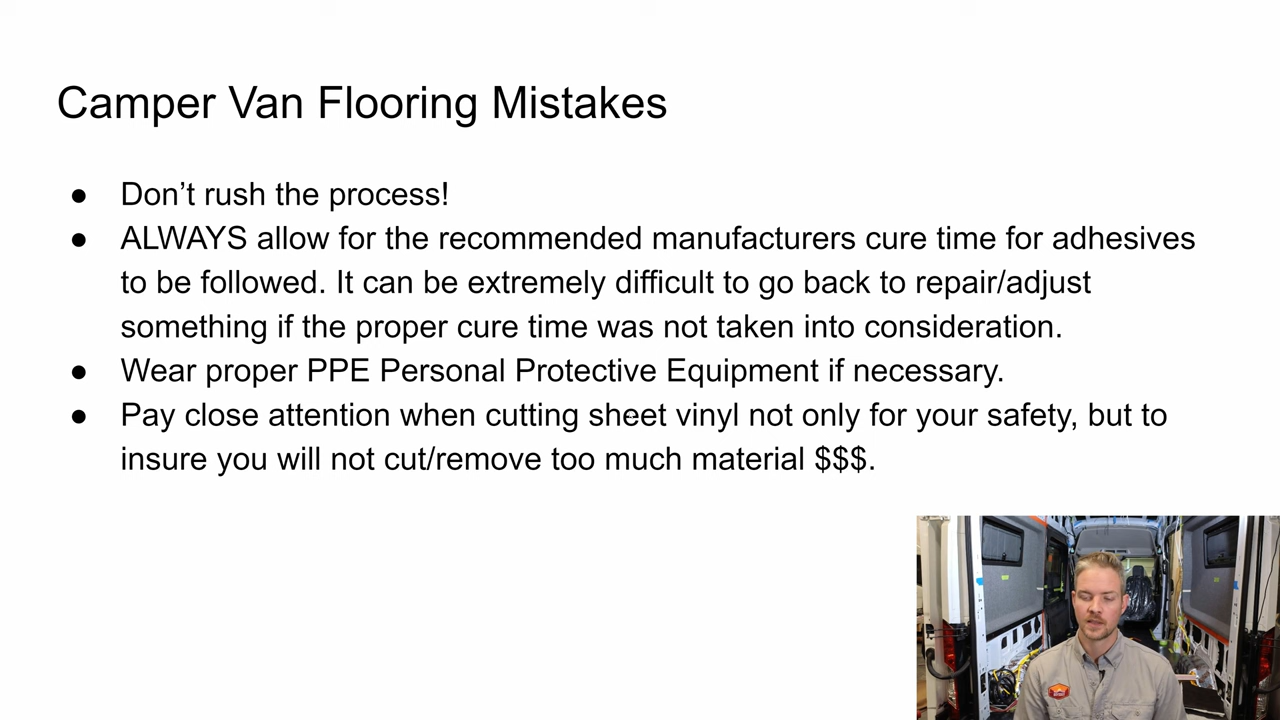 Camper Van Flooring Mistakes
● Don’t rush the process!
● ALWAYS allow for the recommended manufacturers cure time for adhesives
to be followed. It can be extremely difficult to go back to repair/adjust
something if the proper cure time was not taken into consideration.
● Wear proper PPE Personal Protective Equipment if necessary.
● Pay close attention when cutting sheet vinyl not only for your safety, but to
insure you will not cut/remove too much material $$$.